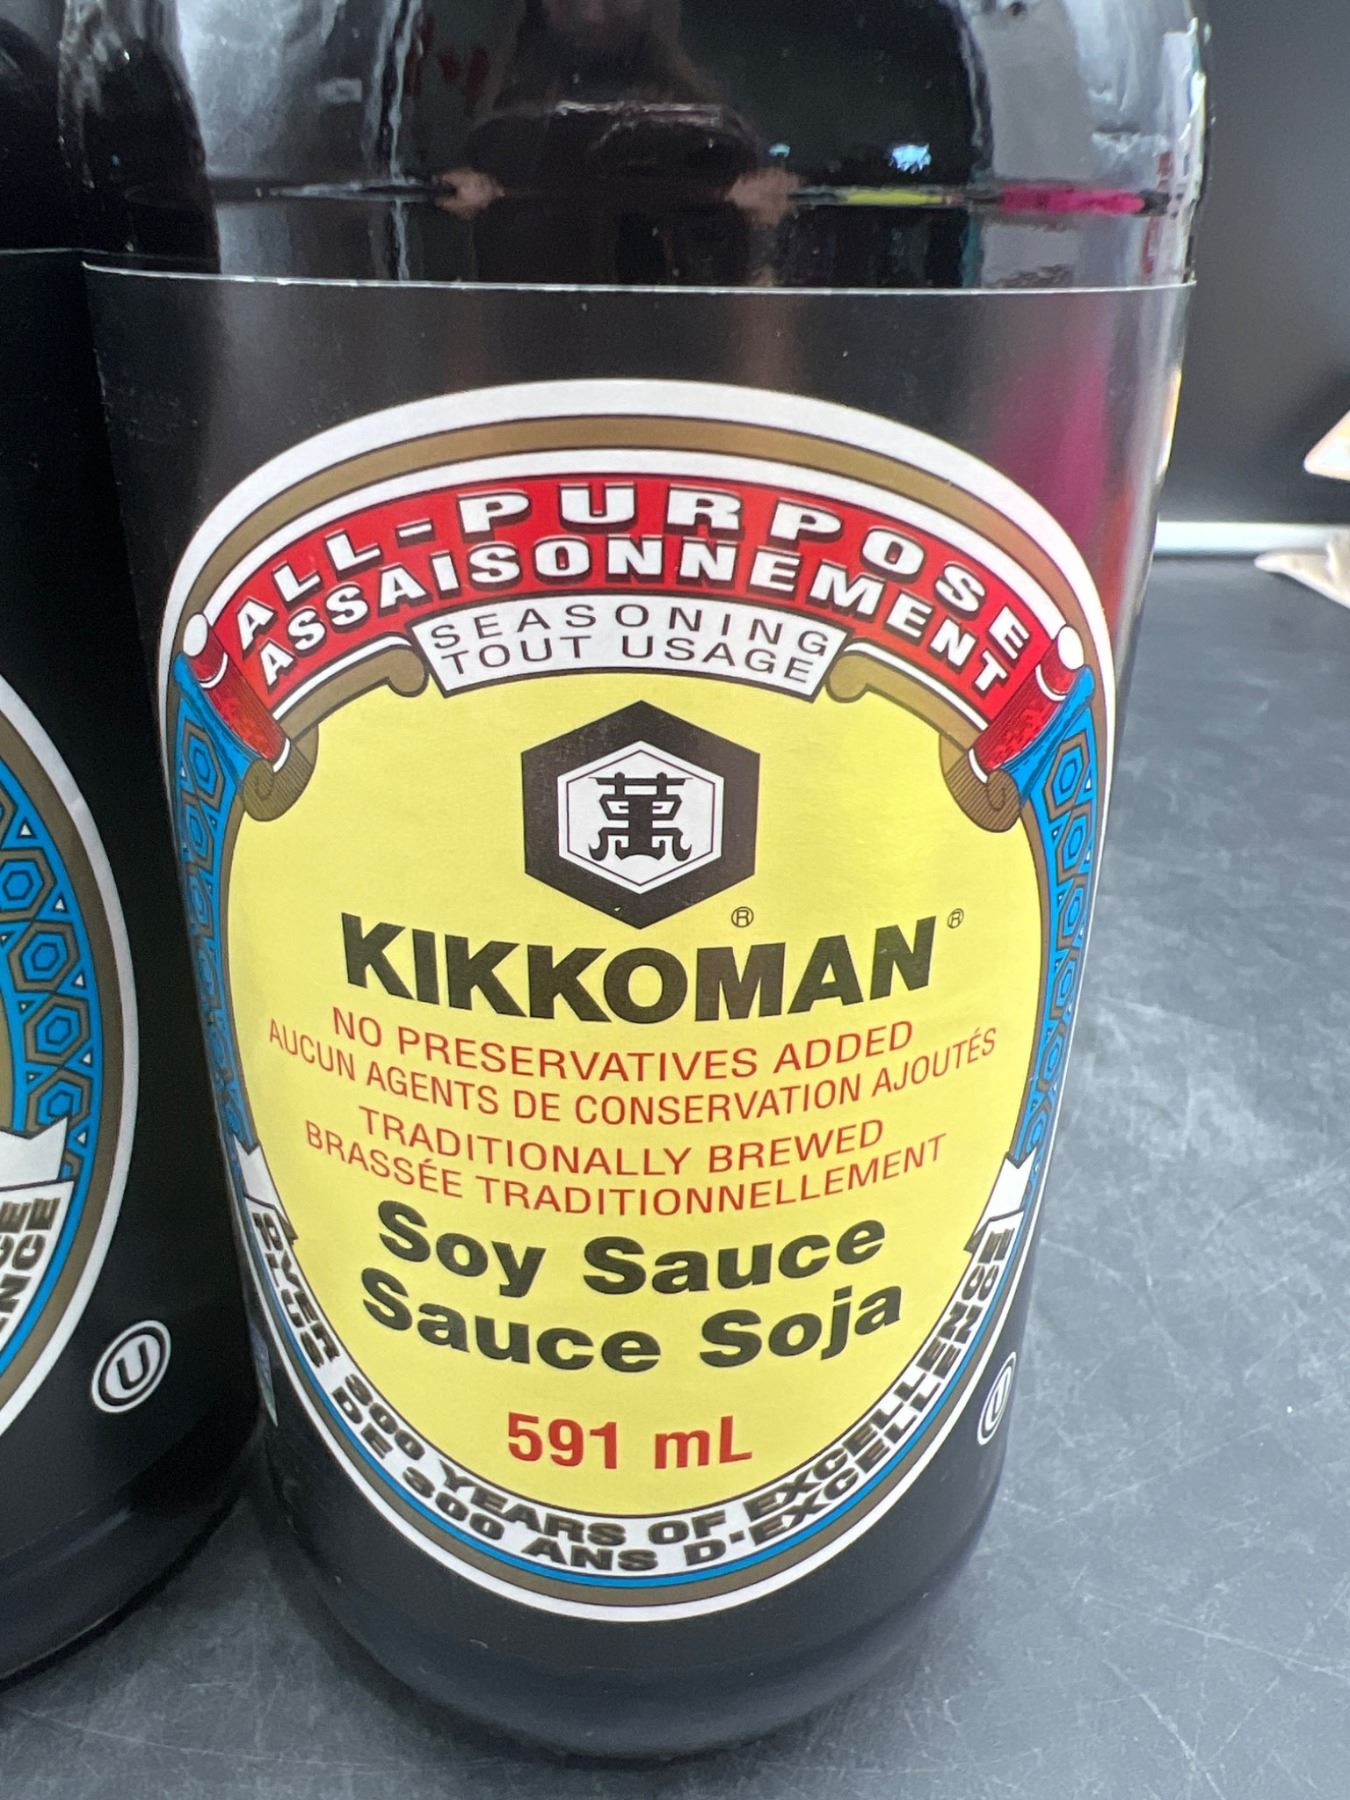 ALL-PURPOSE
ASSAISONNEMENT
SEASONING
TOUT USAGE
萬
®
KIKKOMAN®
NO PRESERVATIVES ADDED
AUCUN AGENTS DE CONSERVATION AJOUTÉS
TRADITIONALLY BREWED
BRASSÉE TRADITIONNELLEMENT
Soy Sauce
Sauce Soja
591 mL
OVER 300 YEARS OF EXCELLENCE
PLUS DE 300 ANS D'EXCELLENCE
U
U